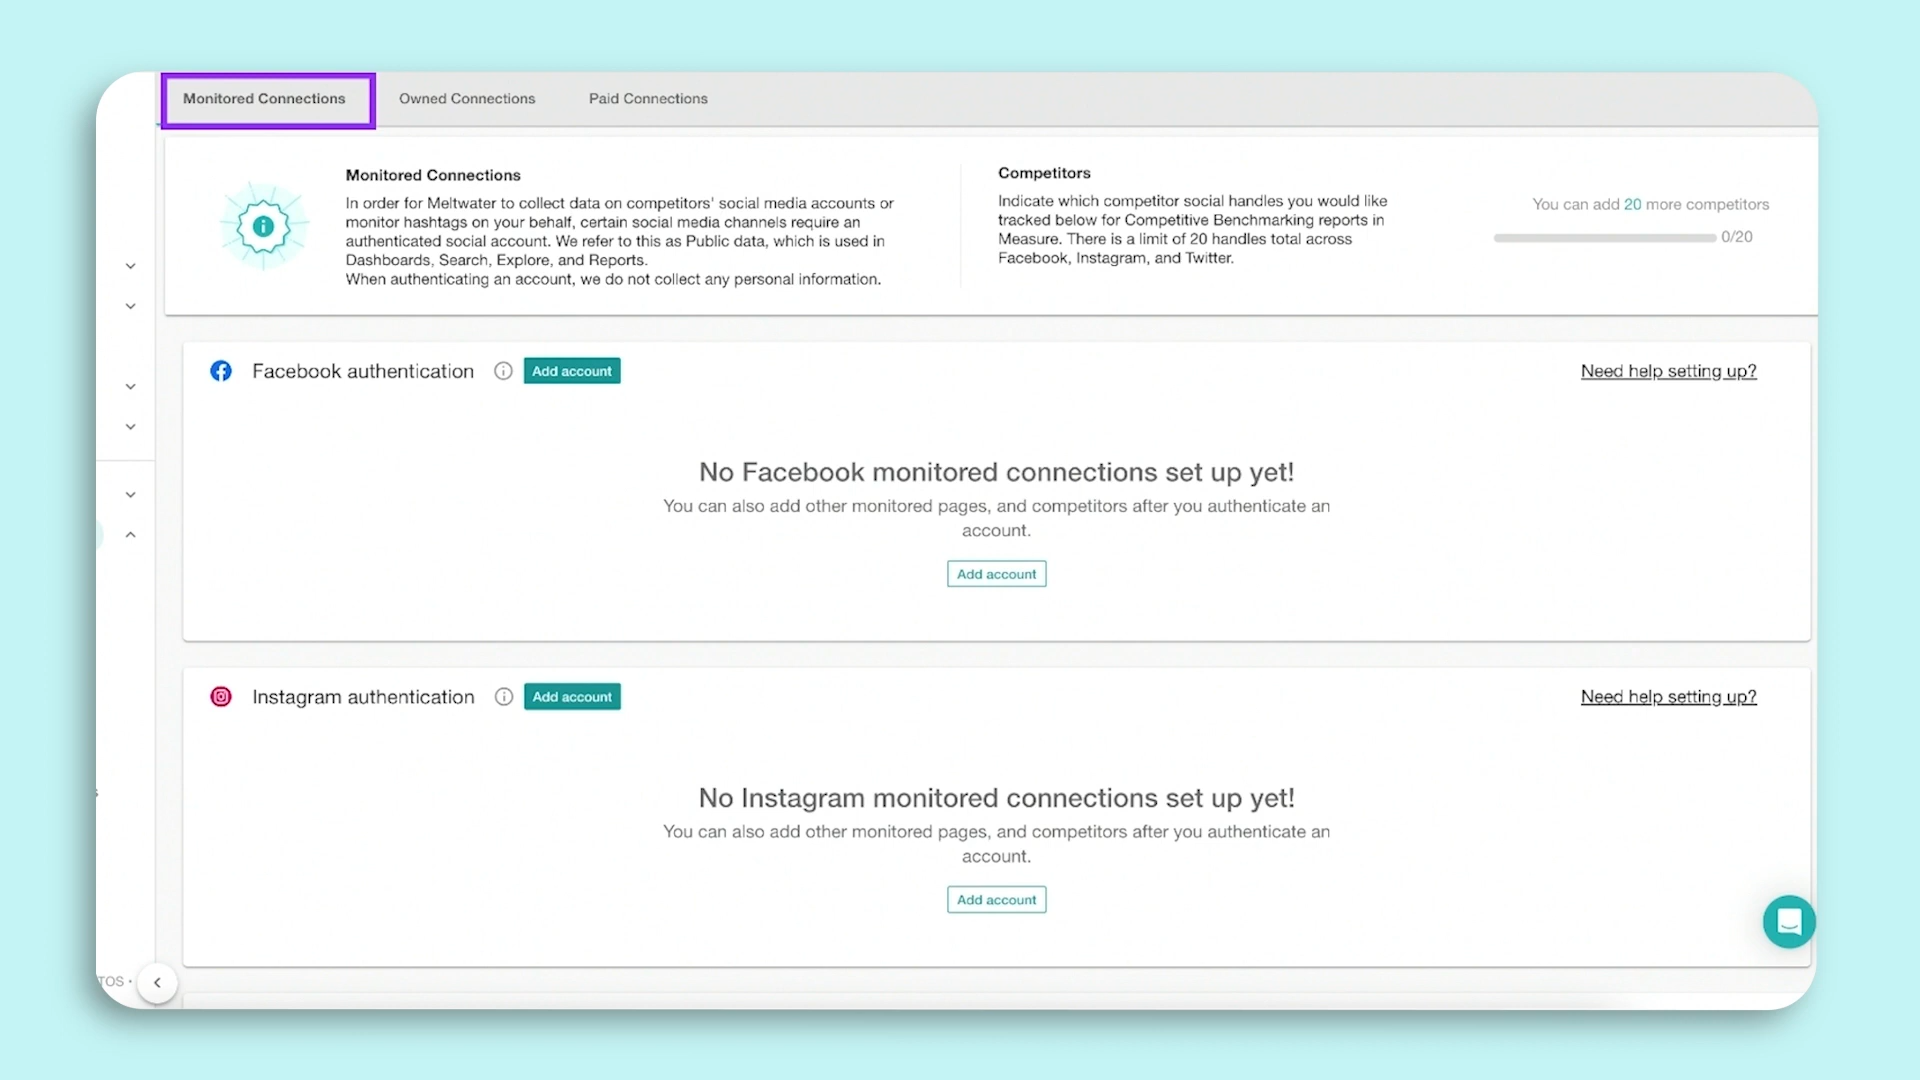 Monitored Connections
Owned Connections
Paid Connections
Monitored Connections
In order for Meltwater to collect data on competitors' social media accounts or
monitor hashtags on your behalf, certain social media channels require an
authenticated social account. We refer to this as Public data, which is used in
Dashboards, Search, Explore, and Reports.
When authenticating an account, we do not collect any personal information.
Competitors
Indicate which competitor social handles you would like
tracked below for Competitive Benchmarking reports in
Measure. There is a limit of 20 handles total across
Facebook, Instagram, and Twitter.
You can add 20 more competitors
0/20
Facebook authentication
Add account
Need help setting up?
No Facebook monitored connections set up yet!
You can also add other monitored pages, and competitors after you authenticate an
account.
Add account
Instagram authentication
Add account
Need help setting up?
No Instagram monitored connections set up yet!
You can also add other monitored pages, and competitors after you authenticate an
account.
Add account
TOS •